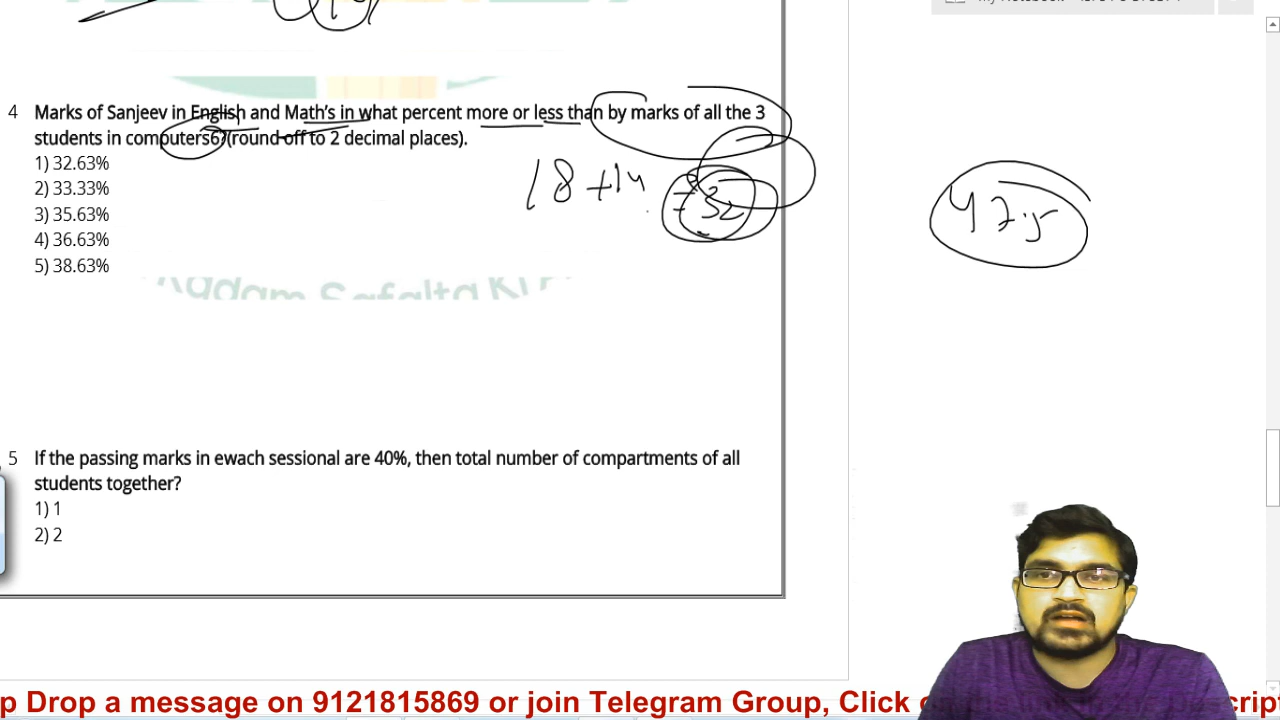 4 Marks of Sanjeev in English and Math's in what percent more or less than by marks of all the 3
students in computers6?(round off to 2 decimal places).
1) 32.63%
2) 33.33%
3) 35.63%
4) 36.63%
5) 38.63%
18+14 = 32
47.5
5 If the passing marks in ewach sessional are 40%, then total number of compartments of all
students together?
1) 1
2) 2
p Drop a message on 9121815869 or join Telegram Group, Click